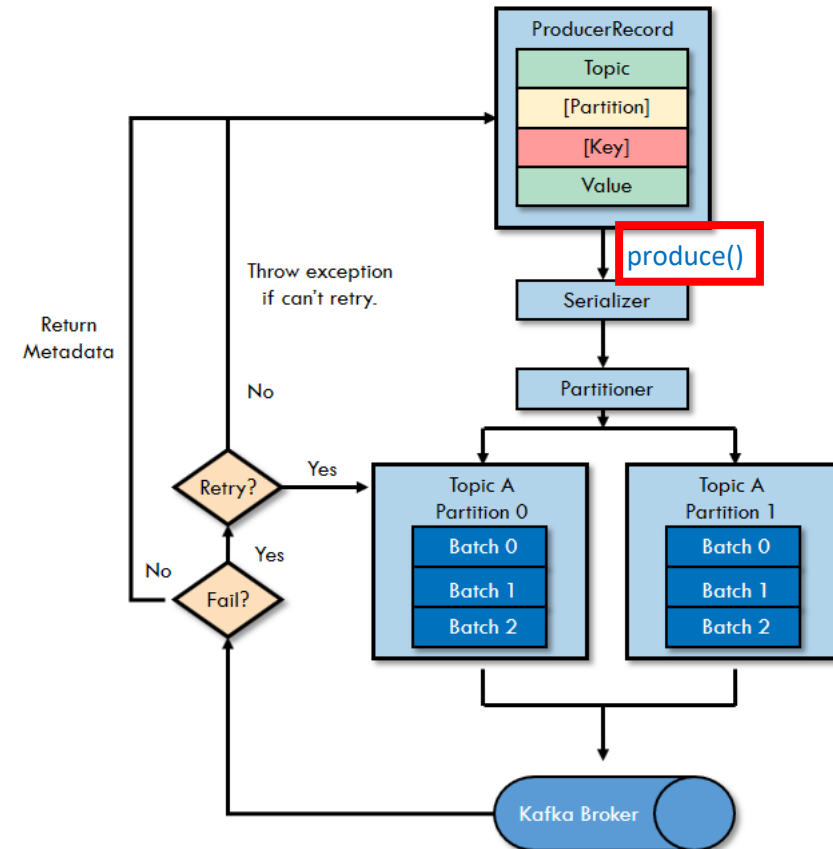 ProducerRecord
Topic
[Partition]
[Key]
Value
produce()
Serializer
Partitioner
Throw exception
if can't retry.
Return
Metadata
No
Retry?
Yes
Topic A
Partition 0
Batch 0
Batch 1
Batch 2
Topic A
Partition 1
Batch 0
Batch 1
Batch 2
Yes
No
Fail?
Kafka Broker